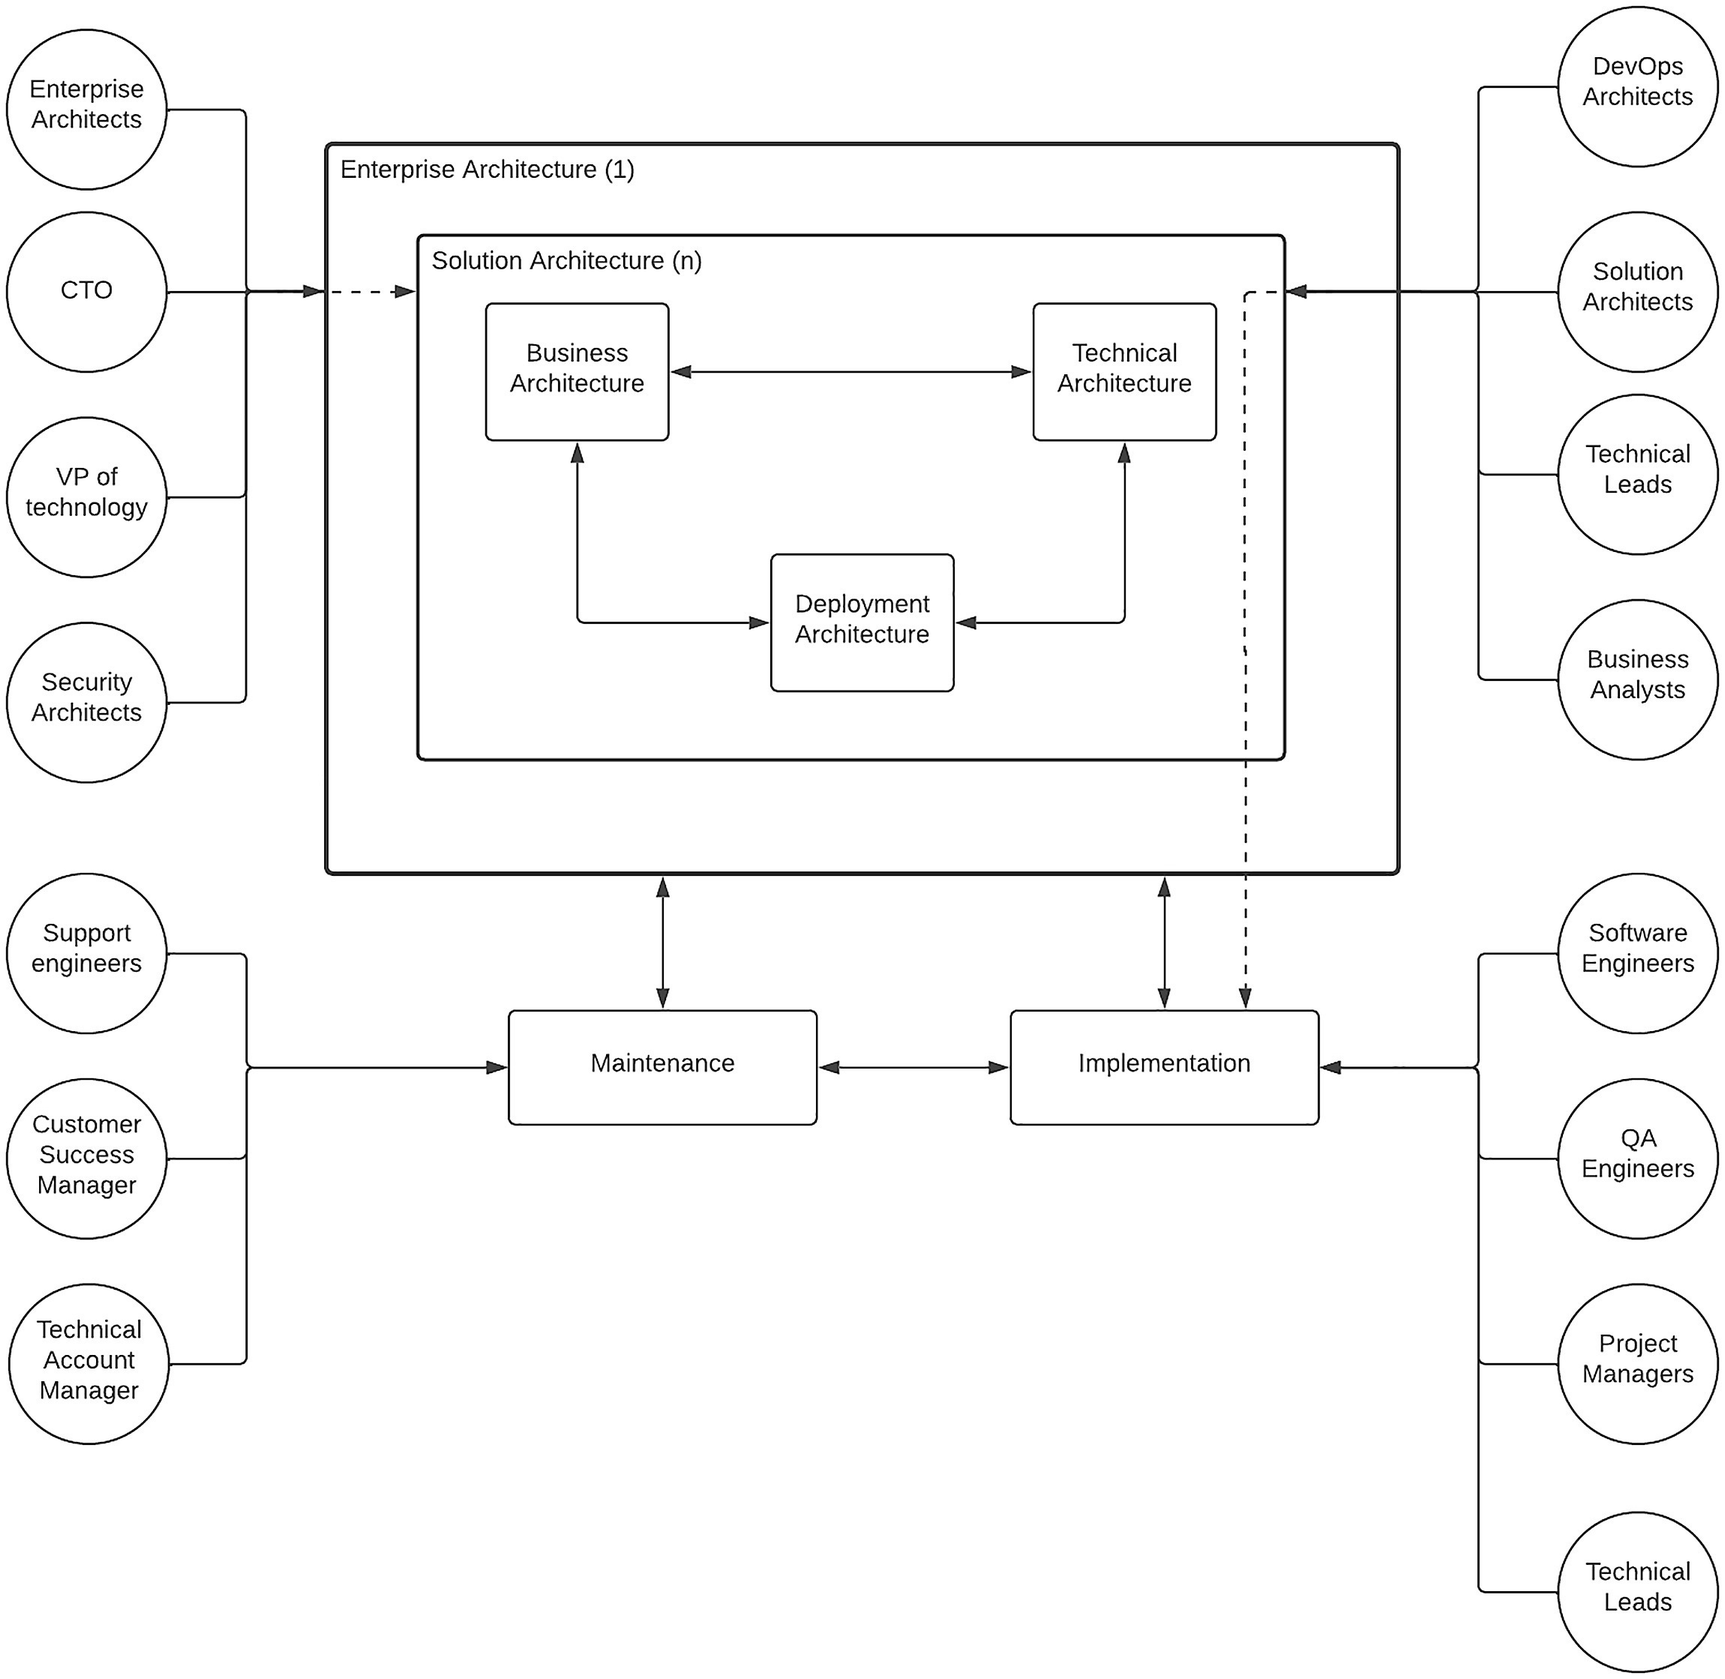 Enterprise
Architects
CTO
VP of
technology
Security
Architects
Enterprise Architecture (1)
Solution Architecture (n)
Business
Architecture
Technical
Architecture
Deployment
Architecture
DevOps
Architects
Solution
Architects
Technical
Leads
Business
Analysts
Support
engineers
Customer
Success
Manager
Technical
Account
Manager
Maintenance
Implementation
Software
Engineers
QA
Engineers
Project
Managers
Technical
Leads